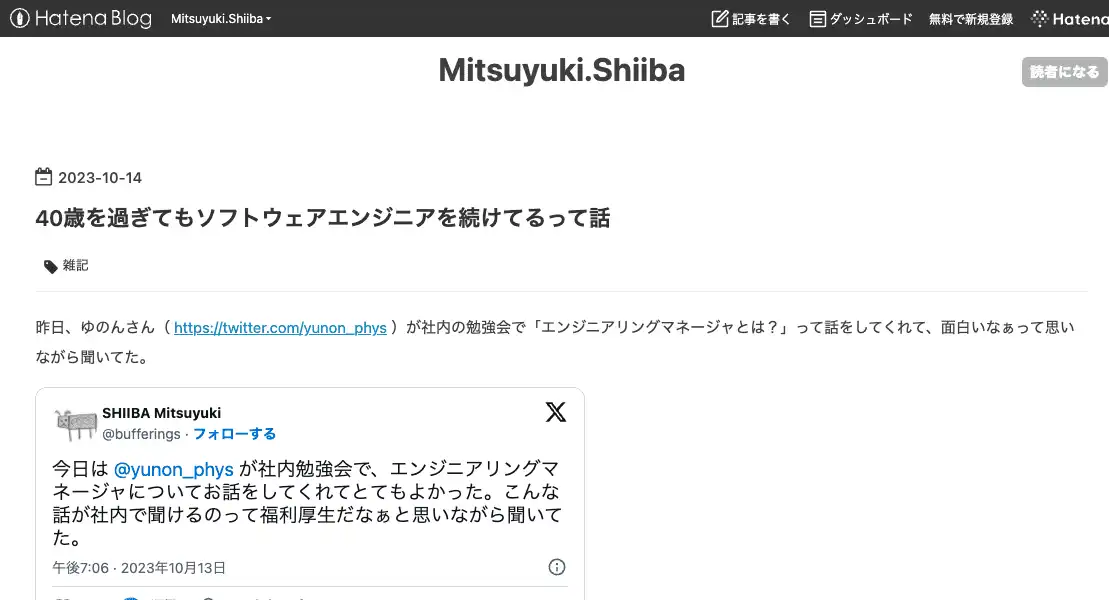 Hatena Blog Mitsuyuki.Shiiba 記事を書く ダッシュボード 無料で新規登録 Hatena
Mitsuyuki.Shiiba
読者になる
2023-10-14
40歳を過ぎてもソフトウェアエンジニアを続けてるって話
雑記
昨日、ゆのんさん（ https://twitter.com/yunon_phys ）が社内の勉強会で「エンジニアリングマネージャとは？」って話をしてくれて、面白いなぁって思い
ながら聞いてた。
SHIIBA Mitsuyuki
@bufferings · フォローする
今日は @yunon_phys が社内勉強会で、エンジニアリングマ
ネージャについてお話をしてくれてとてもよかった。こんな
話が社内で聞けるのって福利厚生だなぁと思いながら聞いて
た。
午後7:06 · 2023年10月13日